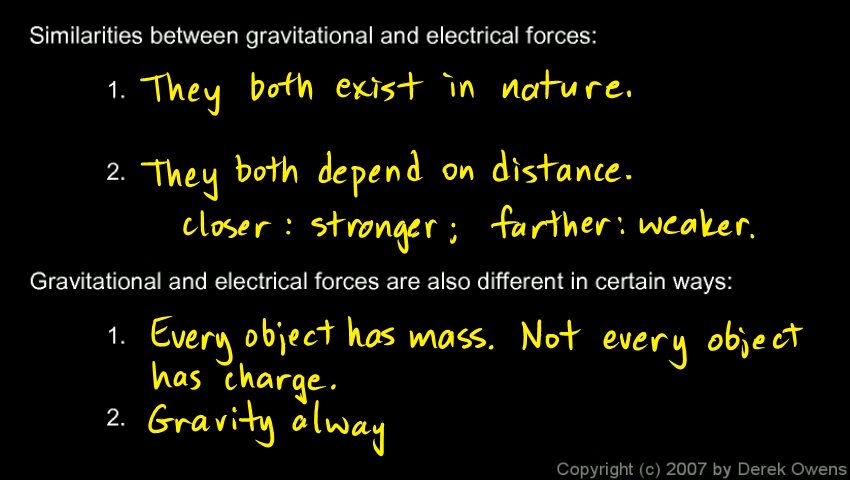 Similarities between gravitational and electrical forces:
1. They both exist in nature.
2. They both depend on distance.
closer: stronger; farther: weaker.
Gravitational and electrical forces are also different in certain ways:
1. Every object has mass. Not every object
has charge.
2. Gravity alway
Copyright (c) 2007 by Derek Owens